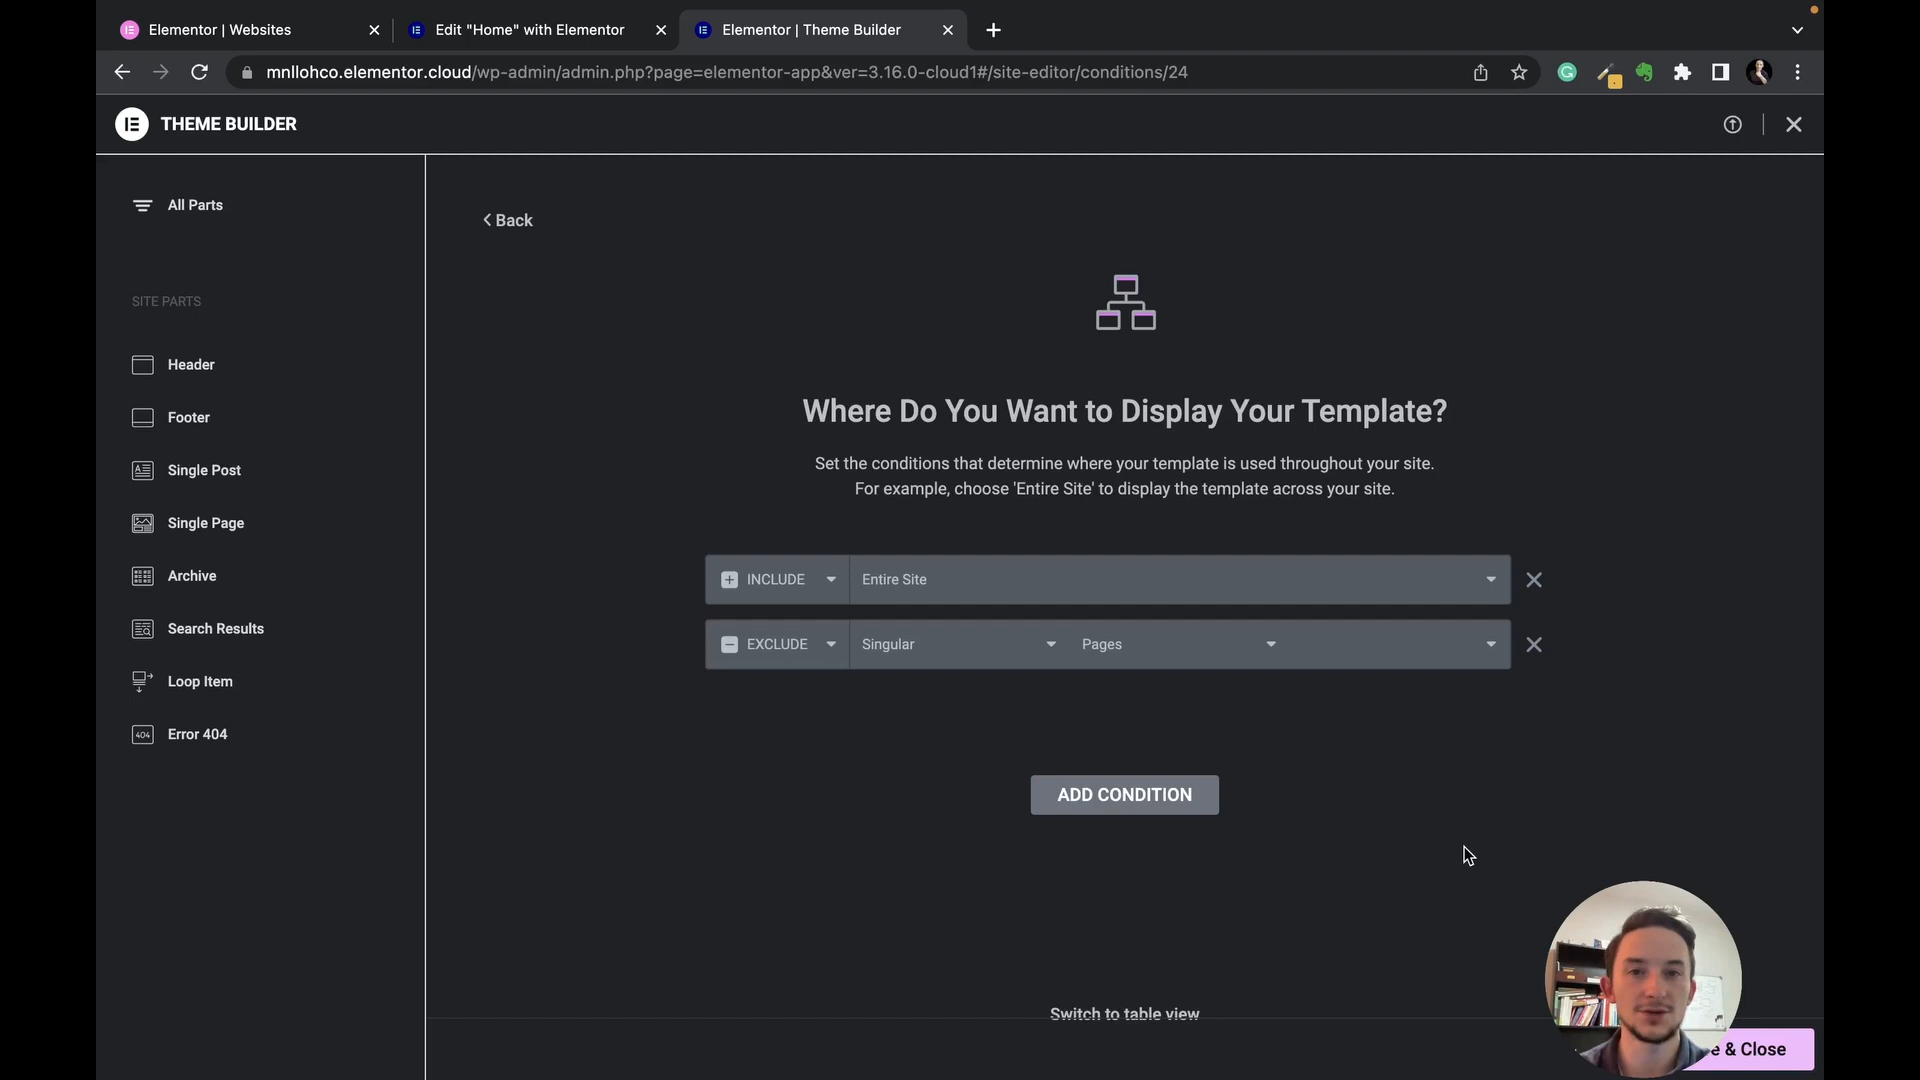 Elementor | Websites
Edit "Home" with Elementor
Elementor | Theme Builder
mnllohco.elementor.cloud/wp-admin/admin.php?page=elementor-app&ver=3.16.0-cloud1#/site-editor/conditions/24
THEME BUILDER
All Parts
Back
SITE PARTS
Header
Footer
Single Post
Single Page
Archive
Search Results
Loop Item
404 Error 404
Where Do You Want to Display Your Template?
Set the conditions that determine where your template is used throughout your site.
For example, choose 'Entire Site' to display the template across your site.
INCLUDE Entire Site
EXCLUDE Singular Pages
ADD CONDITION
Switch to table view
& Close